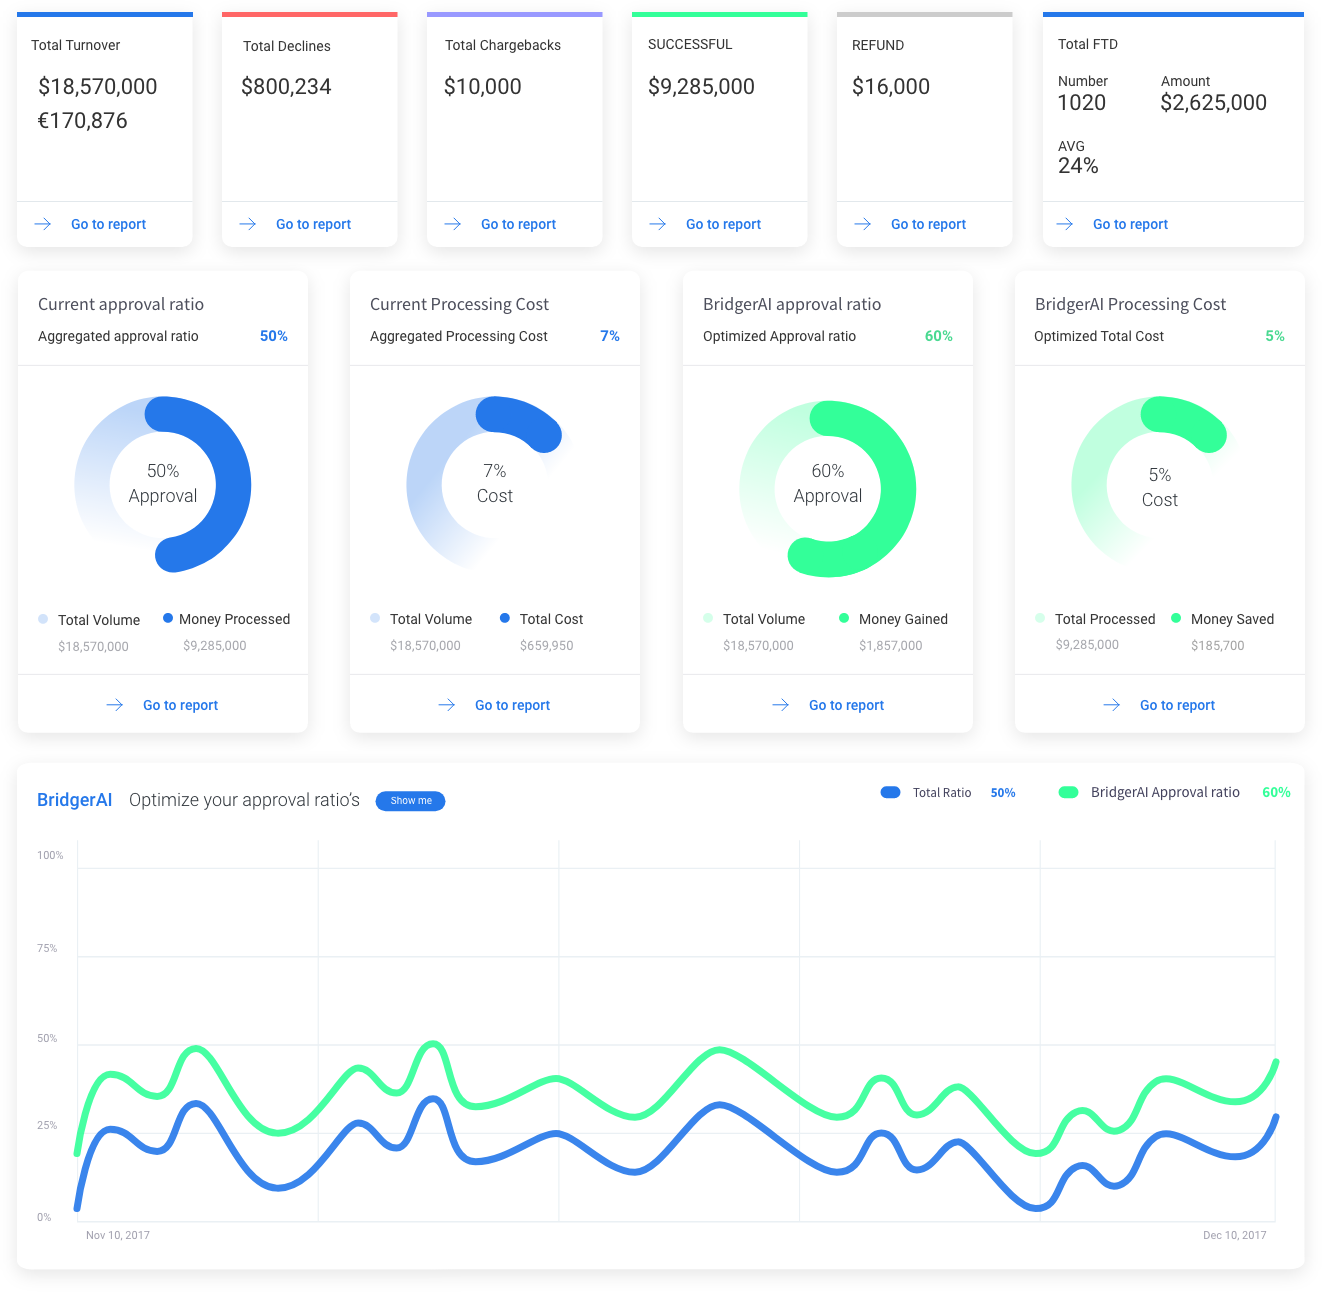 Total Turnover
$18,570,000
€170,876
Go to report
Total Declines
$800,234
Go to report
Total Chargebacks
$10,000
Go to report
SUCCESSFUL
$9,285,000
Go to report
REFUND
$16,000
Go to report
Total FTD
Number Amount
1020 $2,625,000
AVG
24%
Go to report
Current approval ratio
Aggregated approval ratio 50%
50%
Approval
Total Volume Money Processed
$18,570,000 $9,285,000
Go to report
Current Processing Cost
Aggregated Processing Cost 7%
7%
Cost
Total Volume Total Cost
$18,570,000 $659,950
Go to report
BridgerAI approval ratio
Optimized Approval ratio 60%
60%
Approval
Total Volume Money Gained
$18,570,000 $1,857,000
Go to report
BridgerAI Processing Cost
Optimized Total Cost 5%
5%
Cost
Total Processed Money Saved
$9,285,000 $185,700
Go to report
BridgerAI Optimize your approval ratio's Show me
Total Ratio 50% BridgerAI Approval ratio 60%
100%
75%
50%
25%
0%
Nov 10, 2017 Dec 10, 2017